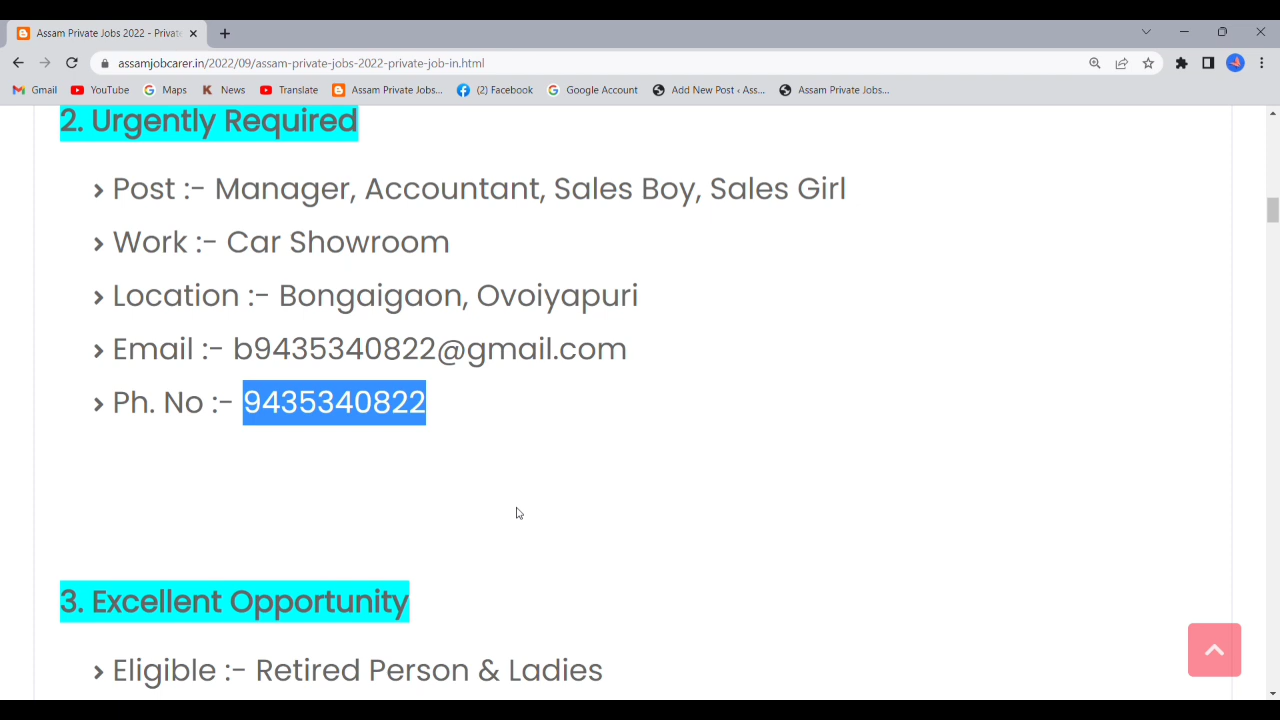 Assam Private Jobs 2022 - Privat
assamjobcarer.in/2022/09/assam-private-jobs-2022-private-job-in.html
Gmail YouTube Maps News Translate Assam Private Jobs... (2) Facebook Google Account Add New Post ‹ Ass... Assam Private Jobs...
2. Urgently Required
Post :- Manager, Accountant, Sales Boy, Sales Girl
Work :- Car Showroom
Location :- Bongaigaon, Ovoiyapuri
Email :- b9435340822@gmail.com
Ph. No :- 9435340822
3. Excellent Opportunity
Eligible :- Retired Person & Ladies